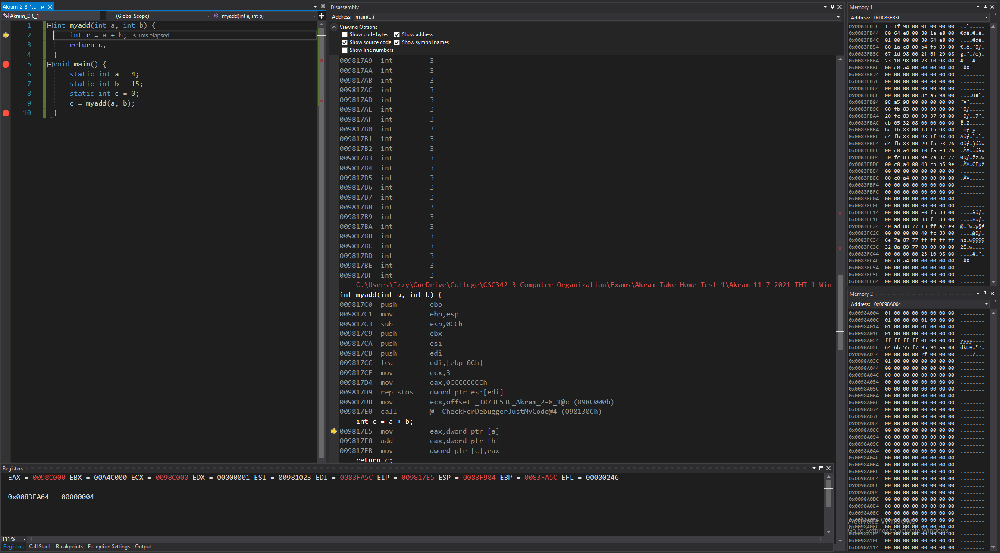 Akram_2-8_1.c
Akram_2-8_1
(Global Scope)
myadd(int a, int b)
1 int myadd(int a, int b) {
2 int c = a + b; ≤ 1ms elapsed
3 return c;
4 }
5 void main() {
6 static int a = 4;
7 static int b = 15;
8 static int c = 0;
9 c = myadd(a, b);
10 }
Disassembly
Address: main(...)
Viewing Options
Show code bytes Show address
Show source code Show symbol names
Show line numbers
009817A9 int 3
009817AA int 3
009817AB int 3
009817AC int 3
009817AD int 3
009817AE int 3
009817AF int 3
009817B0 int 3
009817B1 int 3
009817B2 int 3
009817B3 int 3
009817B4 int 3
009817B5 int 3
009817B6 int 3
009817B7 int 3
009817B8 int 3
009817B9 int 3
009817BA int 3
009817BB int 3
009817BC int 3
009817BD int 3
009817BE int 3
009817BF int 3
--- C:\Users\Izzy\OneDrive\College\CSC342_3 Computer Organization\Exams\Akram_Take_Home_Test_1\Akram_11_7_2021_THT_1_Win-
int myadd(int a, int b) {
009817C0 push ebp
009817C1 mov ebp,esp
009817C3 sub esp,0CCh
009817C9 push ebx
009817CA push esi
009817CB push edi
009817CC lea edi,[ebp-0Ch]
009817CF mov ecx,3
009817D4 mov eax,0CCCCCCCCh
009817D9 rep stos dword ptr es:[edi]
009817DB mov ecx,offset _1873F53C_Akram_2-8_1@c (098C000h)
009817E0 call @__CheckForDebuggerJustMyCode@4 (098130Ch)
int c = a + b;
009817E5 mov eax,dword ptr [a]
009817E8 add eax,dword ptr [b]
009817EB mov dword ptr [c],eax
return c;
Memory 1
Address: 0x0083FB3C
0x0083FB3C 13 1f 98 00 01 00 00 00 ..˜.....
0x0083FB44 80 64 e8 00 80 1a e8 00 €dè.€.è.
0x0083FB4C 01 00 00 00 80 64 e8 00 ....€dè.
0x0083FB54 80 1a e8 00 b4 fb 83 00 €.è.´ûƒ.
0x0083FB5C 67 1d 98 00 2f 6f 29 08 g.˜./o).
0x0083FB64 23 10 98 00 23 10 98 00 #.˜.#.˜.
0x0083FB6C 00 c0 a4 00 00 00 00 00 .À¤.....
0x0083FB74 00 00 00 00 00 00 00 00 ........
0x0083FB7C 00 00 00 00 00 00 00 00 ........
0x0083FB84 00 00 00 00 00 00 00 00 ........
0x0083FB8C 00 00 00 00 8c a5 98 00 ....Œ¥˜.
0x0083FB94 98 a5 98 00 00 00 00 00 ˜¥˜.....
0x0083FB9C 60 fb 83 00 00 00 00 00 `ûƒ.....
0x0083FBA4 20 fc 83 00 90 37 98 00 üƒ..7˜.
0x0083FBAC cb 05 32 08 00 00 00 00 Ë.2.....
0x0083FBB4 bc fb 83 00 fd 1b 98 00 .ûƒ.ý.˜.
0x0083FBBC c4 fb 83 00 98 1f 98 00 Äûƒ.˜.˜.
0x0083FBC4 d4 fb 83 00 29 fa e3 76 Ôûƒ.)úãv
0x0083FBCC 00 c0 a4 00 10 fa e3 76 .À¤..úãv
0x0083FBD4 30 fc 83 00 9e 7a 87 77 0üƒ.žz.w
0x0083FBDC 00 c0 a4 00 43 cb b5 9e .À¤.CËµž
0x0083FBE4 00 00 00 00 00 00 00 00 ........
0x0083FBEC 00 c0 a4 00 00 00 00 00 .À¤.....
0x0083FBF4 00 00 00 00 00 00 00 00 ........
0x0083FBFC 00 00 00 00 00 00 00 00 ........
0x0083FC04 00 00 00 00 00 00 00 00 ........
0x0083FC0C 00 00 00 00 00 00 00 00 ........
0x0083FC14 00 00 00 00 e0 fb 83 00 ....àûƒ.
0x0083FC1C 00 00 00 00 38 fc 83 00 ....8üƒ.
0x0083FC24 40 ad 88 77 13 ff a7 e9 @.ˆw.ÿ§é
0x0083FC2C 00 00 00 00 40 fc 83 00 ....@üƒ.
0x0083FC34 6e 7a 87 77 ff ff ff ff nz.wÿÿÿÿ
0x0083FC3C 32 8a 89 77 00 00 00 00 2Š.w....
0x0083FC44 00 00 00 00 23 10 98 00 ....#.˜.
0x0083FC4C 00 c0 a4 00 00 00 00 00 .À¤.....
0x0083FC54 00 00 00 00 00 00 00 00 ........
0x0083FC5C 00 00 00 00 00 00 00 00 ........
0x0083FC64 00 00 00 00 00 00 00 00 ........
Memory 2
Address: 0x0098A004
0x0098A004 0f 00 00 00 00 00 00 00 ........
0x0098A00C 01 00 00 00 01 00 00 00 ........
0x0098A014 01 00 00 00 01 00 00 00 ........
0x0098A01C 01 00 00 00 00 00 00 00 ........
0x0098A024 ff ff ff ff 01 00 00 00 ÿÿÿÿ....
0x0098A02C 64 6b 55 f7 9b 94 aa 08 dkU÷.”ª.
0x0098A034 00 00 00 00 2f 00 00 00 ..../...
0x0098A03C 01 00 00 00 00 00 00 00 ........
0x0098A044 00 00 00 00 00 00 00 00 ........
0x0098A04C 00 00 00 00 00 00 00 00 ........
0x0098A054 00 00 00 00 00 00 00 00 ........
0x0098A05C 00 00 00 00 00 00 00 00 ........
0x0098A064 00 00 00 00 00 00 00 00 ........
0x0098A06C 00 00 00 00 00 00 00 00 ........
0x0098A074 00 00 00 00 00 00 00 00 ........
0x0098A07C 00 00 00 00 00 00 00 00 ........
0x0098A084 00 00 00 00 00 00 00 00 ........
0x0098A08C 00 00 00 00 00 00 00 00 ........
0x0098A094 00 00 00 00 00 00 00 00 ........
0x0098A09C 00 00 00 00 00 00 00 00 ........
0x0098A0A4 00 00 00 00 00 00 00 00 ........
0x0098A0AC 00 00 00 00 00 00 00 00 ........
0x0098A0B4 00 00 00 00 00 00 00 00 ........
0x0098A0BC 00 00 00 00 00 00 00 00 ........
0x0098A0C4 00 00 00 00 00 00 00 00 ........
0x0098A0CC 00 00 00 00 00 00 00 00 ........
0x0098A0D4 00 00 00 00 00 00 00 00 ........
0x0098A0DC 00 00 00 00 00 00 00 00 ........
0x0098A0E4 00 00 00 00 00 00 00 00 ........
0x0098A0EC 00 00 00 00 00 00 00 00 ........
0x0098A0F4 00 00 00 00 00 00 00 00 ........
0x0098A0FC 00 00 00 00 00 00 00 00 ........
0x0098A104 00 00 00 00 00 00 00 00 ........
0x0098A10C 00 00 00 00 00 00 00 00 ........
0x0098A114 00 00 00 00 00 00 00 00 ........
Activate Windows
Go to Settings to activate Windows.
Registers
EAX = 0098C000 EBX = 00A4C000 ECX = 0098C000 EDX = 00000001 ESI = 00981023 EDI = 0083FA5C EIP = 009817E5 ESP = 0083F984 EBP = 0083FA5C EFL = 00000246
0x0083FA64 = 00000004
133 %
Registers Call Stack Breakpoints Exception Settings Output